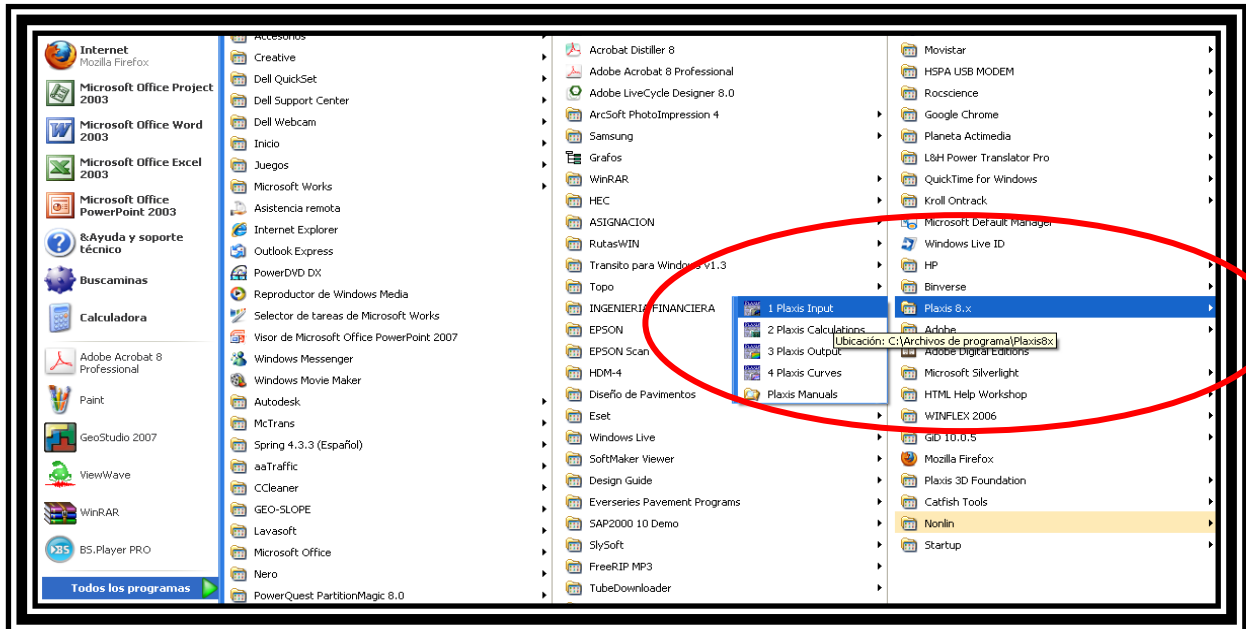 Internet
Mozilla Firefox
Microsoft Office Project
2003
Microsoft Office Word
2003
Microsoft Office Excel
2003
Microsoft Office
PowerPoint 2003
&Ayuda y soporte
técnico
Buscaminas
Calculadora
Adobe Acrobat 8
Professional
Paint
GeoStudio 2007
ViewWave
WinRAR
BS.Player PRO
Todos los programas
Accesorios
Creative
Dell QuickSet
Dell Support Center
Dell Webcam
Inicio
Juegos
Microsoft Works
Asistencia remota
Internet Explorer
Outlook Express
PowerDVD DX
Reproductor de Windows Media
Selector de tareas de Microsoft Works
Visor de Microsoft Office PowerPoint 2007
Windows Messenger
Windows Movie Maker
Autodesk
McTrans
Spring 4.3.3 (Español)
aaTraffic
CCleaner
GEO-SLOPE
Lavasoft
Microsoft Office
Nero
PowerQuest PartitionMagic 8.0
Acrobat Distiller 8
Adobe Acrobat 8 Professional
Adobe LiveCycle Designer 8.0
ArcSoft PhotoImpression 4
Samsung
Grafos
WinRAR
HEC
ASIGNACION
RutasWIN
Transito para Windows v1.3
Topo
INGENIERIA FINANCIERA
EPSON
EPSON Scan
HDM-4
Diseño de Pavimentos
Eset
Windows Live
SoftMaker Viewer
Design Guide
Everseries Pavement Programs
SAP2000 10 Demo
SlySoft
FreeRIP MP3
TubeDownloader
1 Plaxis Input
2 Plaxis Calculations
3 Plaxis Output
4 Plaxis Curves
Plaxis Manuals
Ubicación: C:\Archivos de programa\Plaxis8x
Movistar
HSPA USB MODEM
Rocscience
Google Chrome
Planeta Actimedia
L&H Power Translator Pro
QuickTime for Windows
Kroll Ontrack
Microsoft Default Manager
Windows Live ID
HP
Binverse
Plaxis 8.x
Adobe
Adobe Digital Editions
Microsoft Silverlight
HTML Help Workshop
WINFLEX 2006
GiD 10.0.5
Mozilla Firefox
Plaxis 3D Foundation
Catfish Tools
Nonlin
Startup